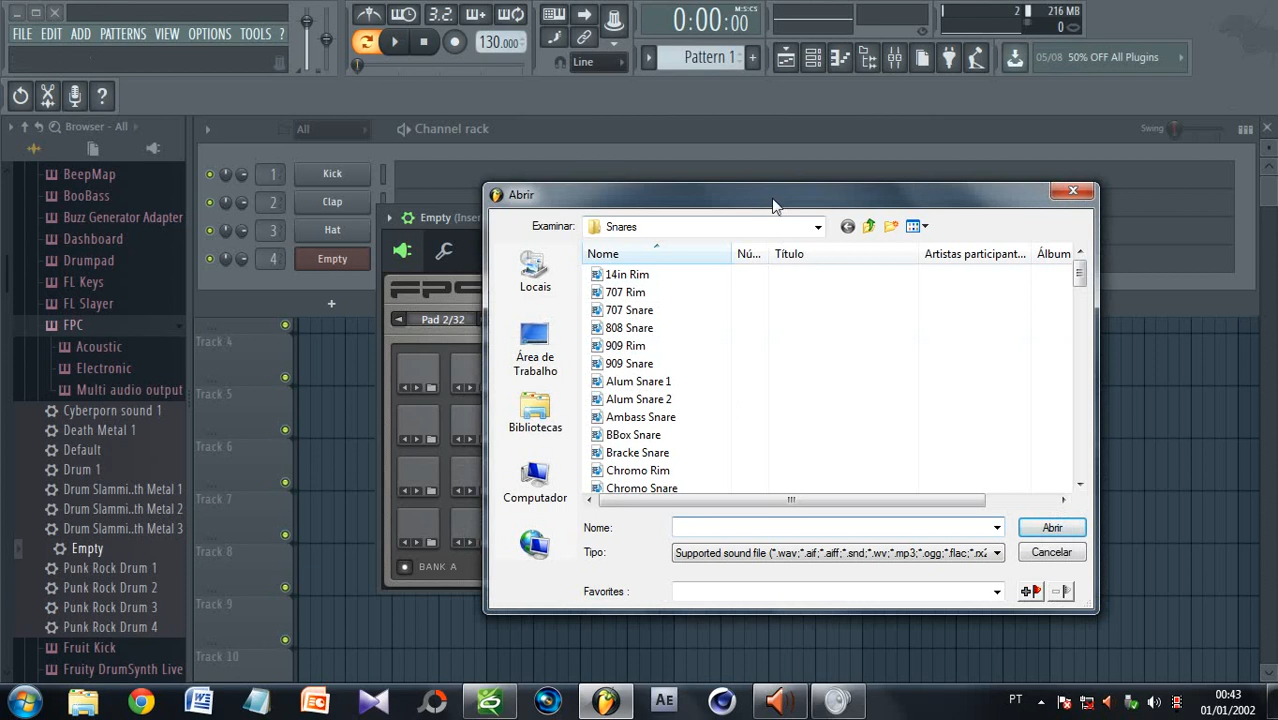 FILE EDIT ADD PATTERNS VIEW OPTIONS TOOLS ?
3.2.
130.000
0:00:00
M:S:CS
2
216 MB
0
Line
Pattern 1
05/08 50% OFF All Plugins
Browser - All
All
Channel rack
Swing
BeepMap
BooBass
Buzz Generator Adapter
Dashboard
Drumpad
FL Keys
FL Slayer
FPC
Acoustic
Electronic
Multi audio output
Cyberporn sound 1
Death Metal 1
Default
Drum 1
Drum Slammi...th Metal 1
Drum Slammi...th Metal 2
Drum Slammi...th Metal 3
Empty
Punk Rock Drum 1
Punk Rock Drum 2
Punk Rock Drum 3
Punk Rock Drum 4
Fruit Kick
Fruity DrumSynth Live
1 Kick
2 Clap
3 Hat
4 Empty
Track 4
Track 5
Track 6
Track 7
Track 8
Track 9
Track 10
Empty (Inser
FPC
Pad 2/32
BANK A
Abrir
Examinar: Snares
Locais
Área de Trabalho
Bibliotecas
Computador
Nome Nú... Título Artistas participant... Álbum
14in Rim
707 Rim
707 Snare
808 Snare
909 Rim
909 Snare
Alum Snare 1
Alum Snare 2
Ambass Snare
BBox Snare
Bracke Snare
Chromo Rim
Chromo Snare
Nome: Abrir
Tipo: Supported sound file (*.wav;*.aif;*.aiff;*.snd;*.wv;*.mp3;*.ogg;*.flac;*.rx2 Cancelar
Favorites :
Ae
PT
00:43
01/01/2002